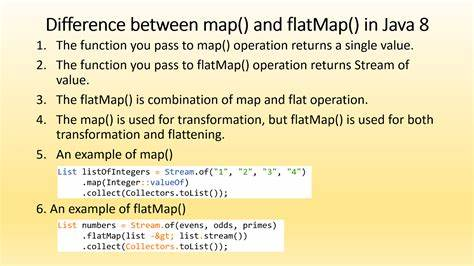 Difference between map() and flatMap() in Java 8
1. The function you pass to map() operation returns a single value.
2. The function you pass to flatMap() operation returns Stream of
value.
3. The flatMap() is combination of map and flat operation.
4. The map() is used for transformation, but flatMap() is used for both
transformation and flattening.
5. An example of map()
List listOfIntegers = Stream.of("1", "2", "3", "4")
.map(Integer::valueOf)
.collect(Collectors.toList());
6. An example of flatMap()
List numbers = Stream.of(evens, odds, primes)
.flatMap(list -&gt; list.stream())
.collect(Collectors.toList());